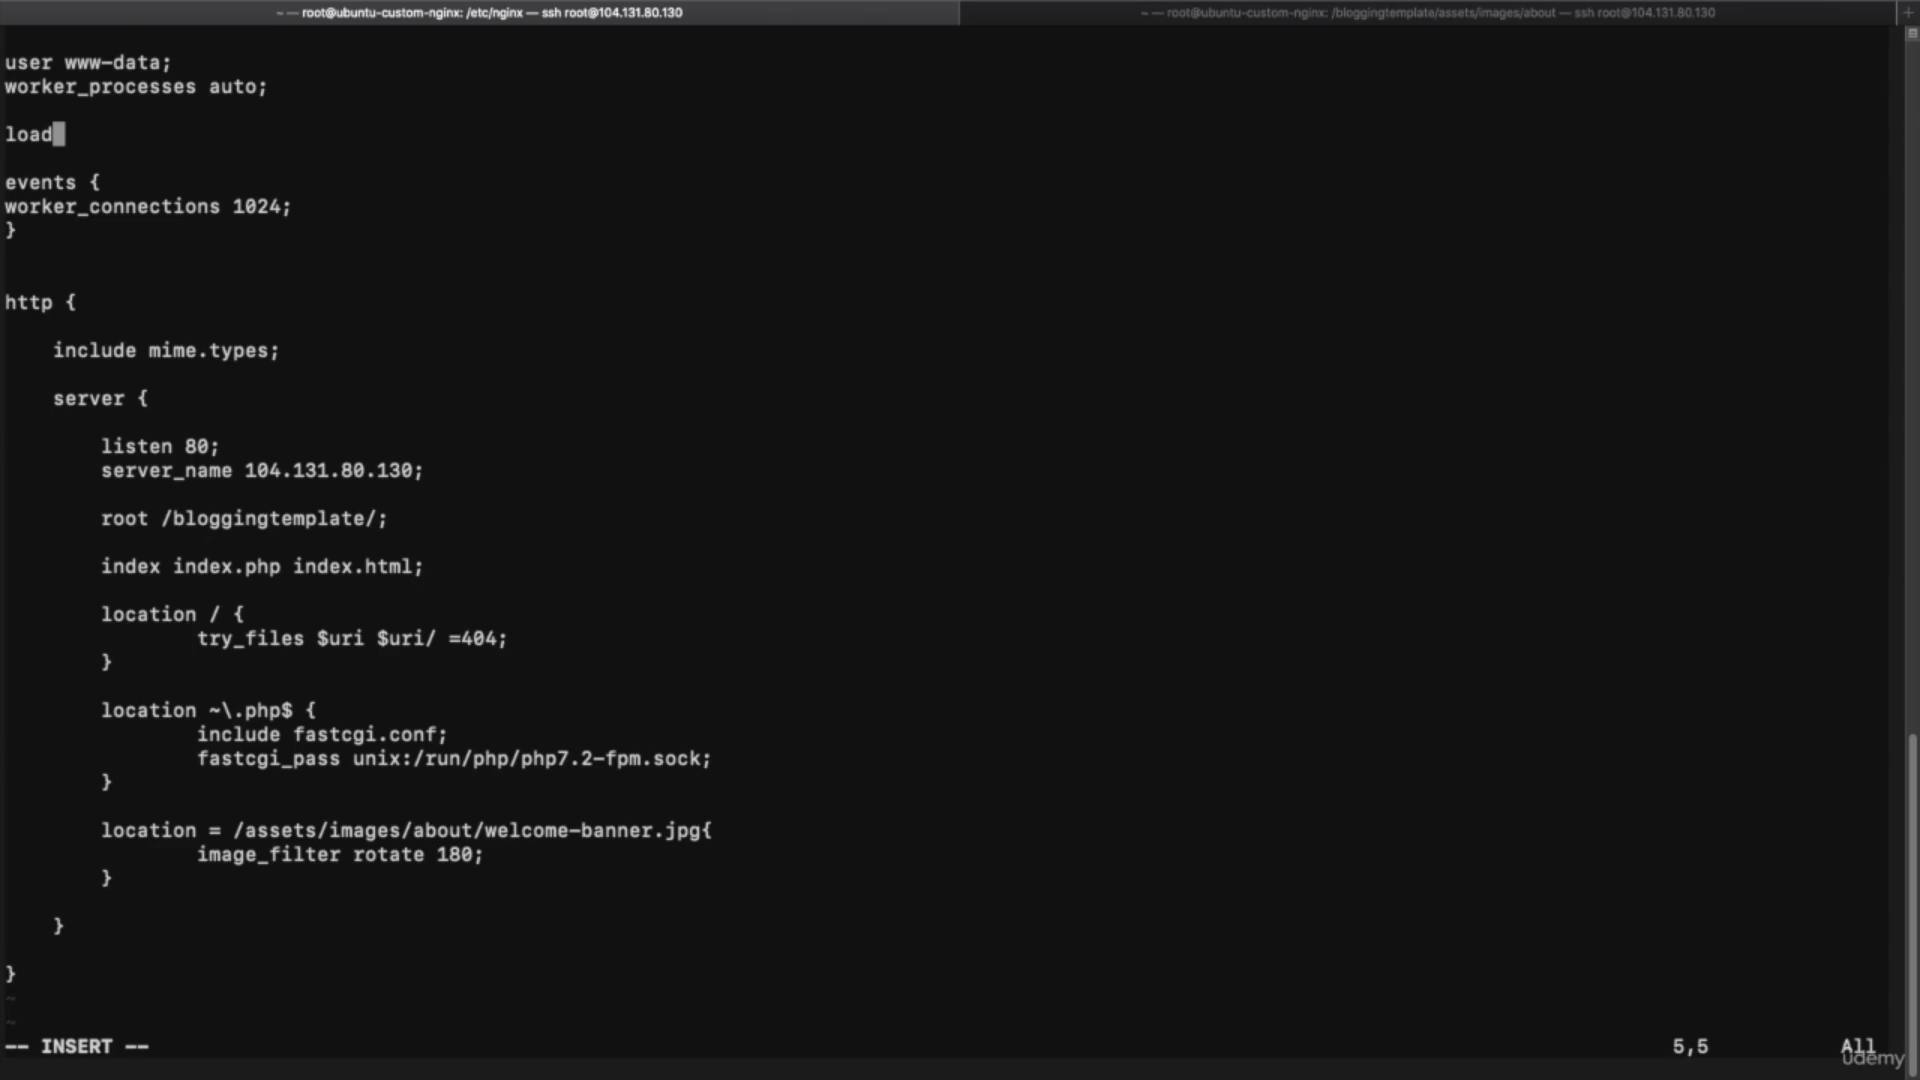 ~ — root@ubuntu-custom-nginx: /etc/nginx — ssh root@104.131.80.130
~ — root@ubuntu-custom-nginx: /bloggingtemplate/assets/images/about — ssh root@104.131.80.130
user www-data;
worker_processes auto;
load
events {
worker_connections 1024;
}
http {
include mime.types;
server {
listen 80;
server_name 104.131.80.130;
root /bloggingtemplate/;
index index.php index.html;
location / {
try_files $uri $uri/ =404;
}
location ~\.php$ {
include fastcgi.conf;
fastcgi_pass unix:/run/php/php7.2-fpm.sock;
}
location = /assets/images/about/welcome-banner.jpg{
image_filter rotate 180;
}
}
}
~
~
-- INSERT --
5,5
All
udemy